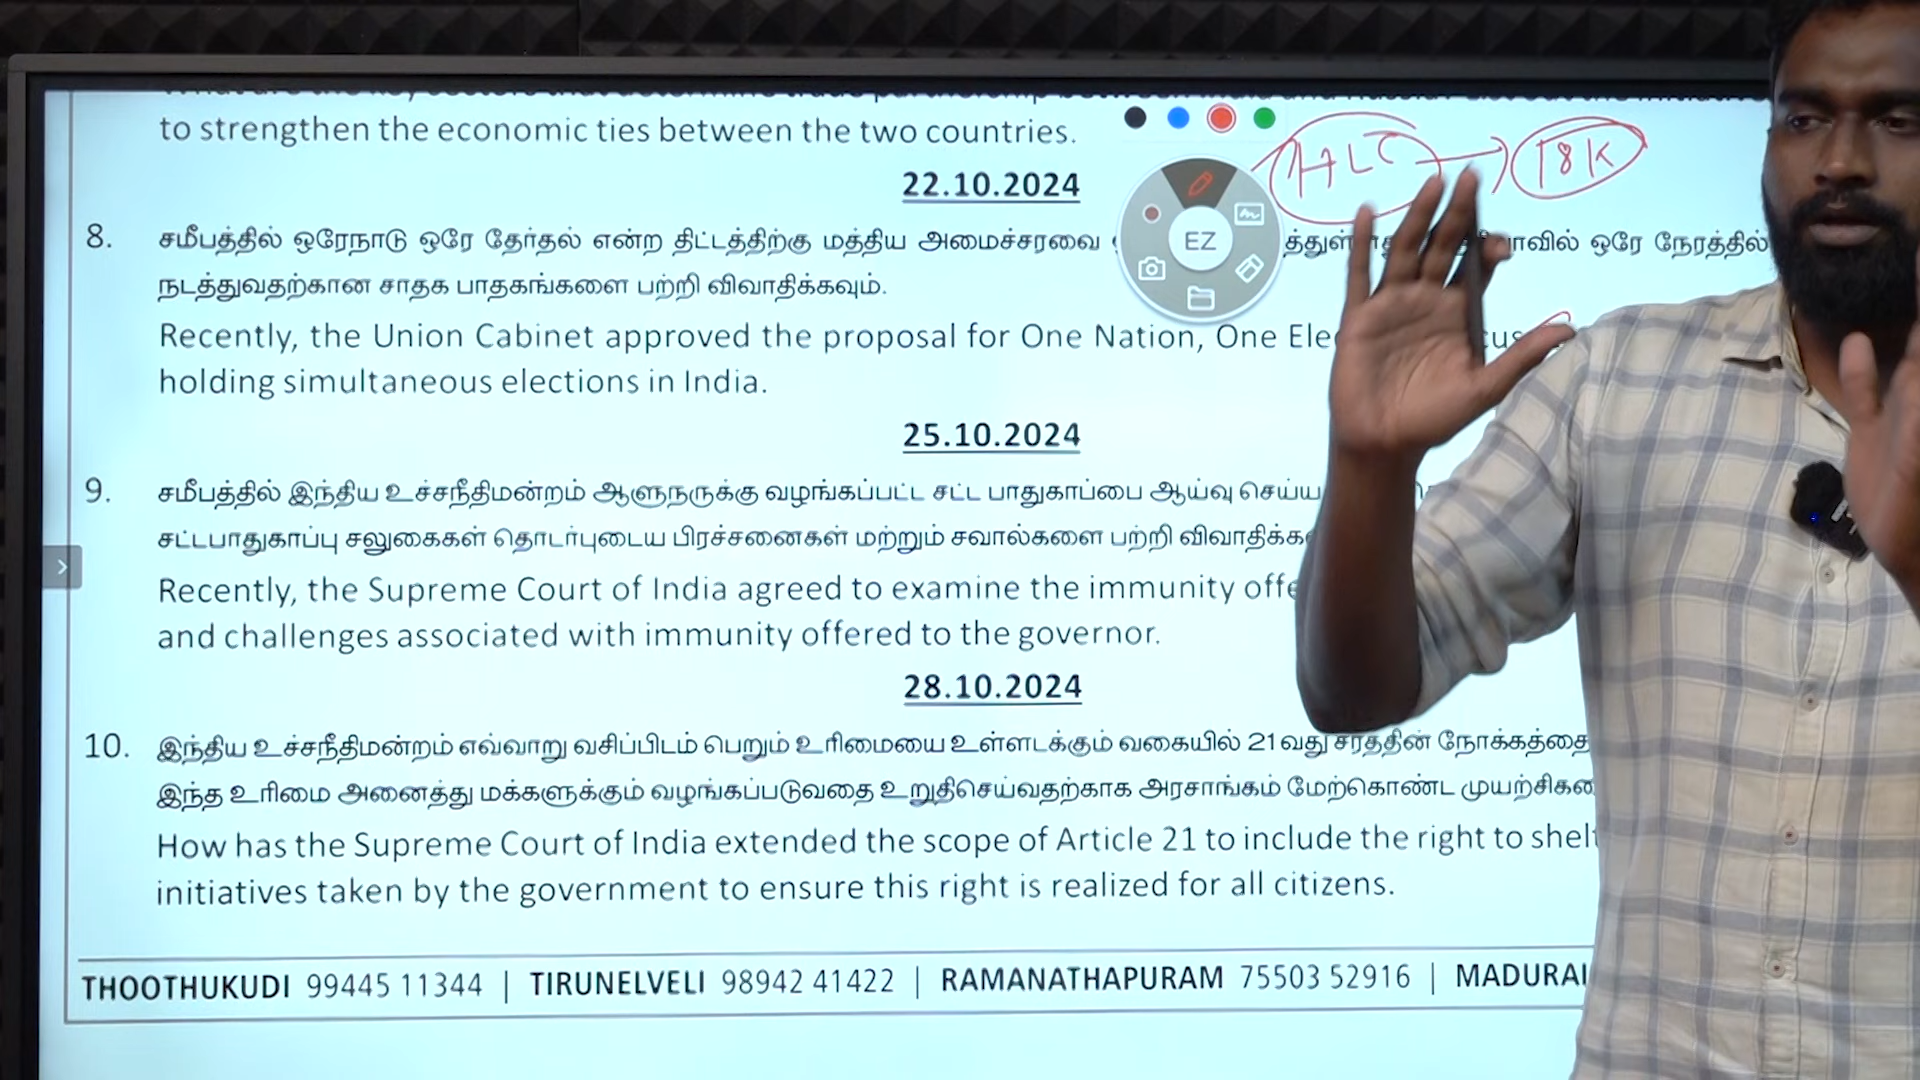 to strengthen the economic ties between the two countries.
HLC → 18K
22.10.2024
8. சமீபத்தில் ஒரேநாடு ஒரே தேர்தல் என்ற திட்டத்திற்கு மத்திய அமைச்சரவை ஒரே நேரத்தில்
நடத்துவதற்கான சாதக பாதகங்களை பற்றி விவாதிக்கவும்.
EZ
Recently, the Union Cabinet approved the proposal for One Nation, One
holding simultaneous elections in India.
25.10.2024
9. சமீபத்தில் இந்திய உச்சநீதிமன்றம் ஆளுநருக்கு வழங்கப்பட்ட சட்ட பாதுகாப்பை ஆய்வு செய்ய
சட்டபாதுகாப்பு சலுகைகள் தொடர்புடைய பிரச்சனைகள் மற்றும் சவால்களை பற்றி
Recently, the Supreme Court of India agreed to examine the immunity
and challenges associated with immunity offered to the governor.
28.10.2024
10. இந்திய உச்சநீதிமன்றம் எவ்வாறு வசிப்பிடம் பெறும் உரிமையை உள்ளடக்கும் வகையில் 21வது சரத்தின் நோக்கத்தை
இந்த உரிமை அனைத்து மக்களுக்கும் வழங்கப்படுவதை உறுதிசெய்வதற்காக அரசாங்கம் மேற்கொண்ட
How has the Supreme Court of India extended the scope of Article 21 to include the right to
initiatives taken by the government to ensure this right is realized for all citizens.
THOOTHUKUDI 99445 11344 | TIRUNELVELI 98942 41422 | RAMANATHAPURAM 75503 52916 | MADURAI